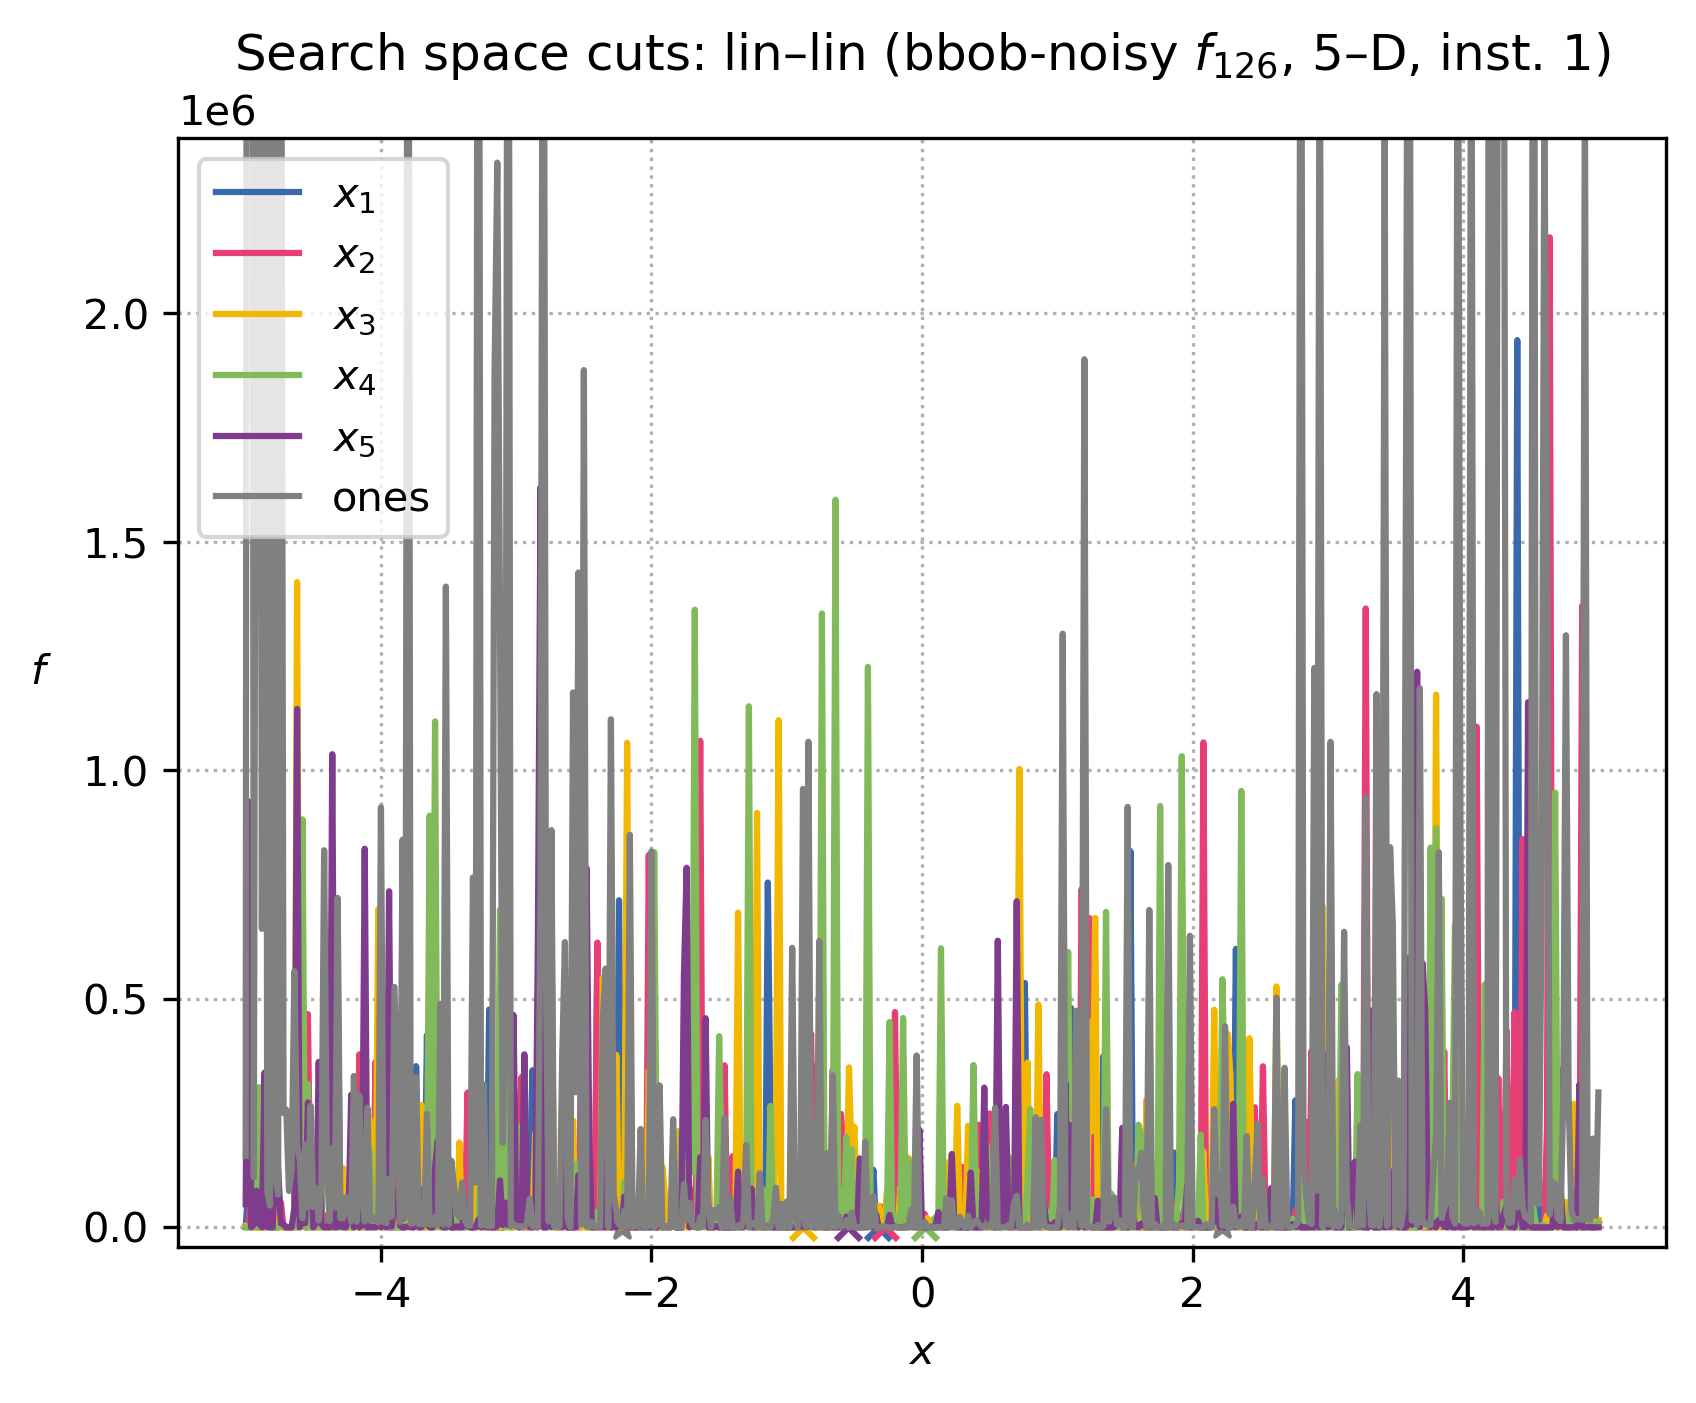 Search space cuts: lin–lin (bbob-noisy f₁₂₆, 5–D, inst. 1)
1e6
x₁
x₂
x₃
x₄
x₅
ones
2.0
1.5
1.0
0.5
0.0
f
−4 −2 0 2 4
x